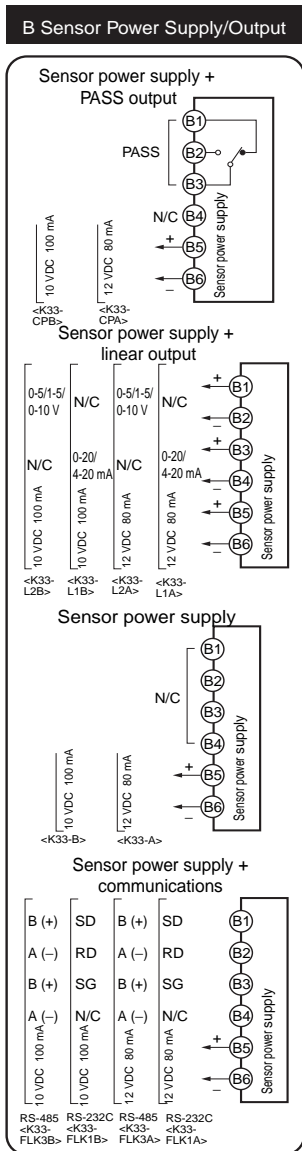 B Sensor Power Supply/Output
Sensor power supply +
PASS output
B1
PASS
B2
B3
N/C
B4
+
B5
−
B6
Sensor power supply
10 VDC 100 mA
12 VDC 80 mA
<K33-
CPB>
<K33-
CPA>
Sensor power supply +
linear output
0-5/1-5/
0-10 V
N/C
0-5/1-5/
0-10 V
N/C
+
B1
−
B2
N/C
0-20/
4-20 mA
N/C
0-20/
4-20 mA
+
B3
−
B4
10 VDC 100 mA
10 VDC 100 mA
12 VDC 80 mA
12 VDC 80 mA
+
B5
−
B6
Sensor power supply
<K33-
L2B>
<K33-
L1B>
<K33-
L2A>
<K33-
L1A>
Sensor power supply
B1
B2
N/C
B3
B4
+
B5
−
B6
Sensor power supply
10 VDC 100 mA
12 VDC 80 mA
<K33-B>
<K33-A>
Sensor power supply +
communications
B (+) SD B (+) SD B1
A (−) RD A (−) RD B2
B (+) SG B (+) SG B3
A (−) N/C A (−) N/C B4
10 VDC 100 mA
10 VDC 100 mA
12 VDC 80 mA
12 VDC 80 mA
+
B5
−
B6
Sensor power supply
RS-485
<K33-
FLK3B>
RS-232C
<K33-
FLK1B>
RS-485
<K33-
FLK3A>
RS-232C
<K33-
FLK1A>